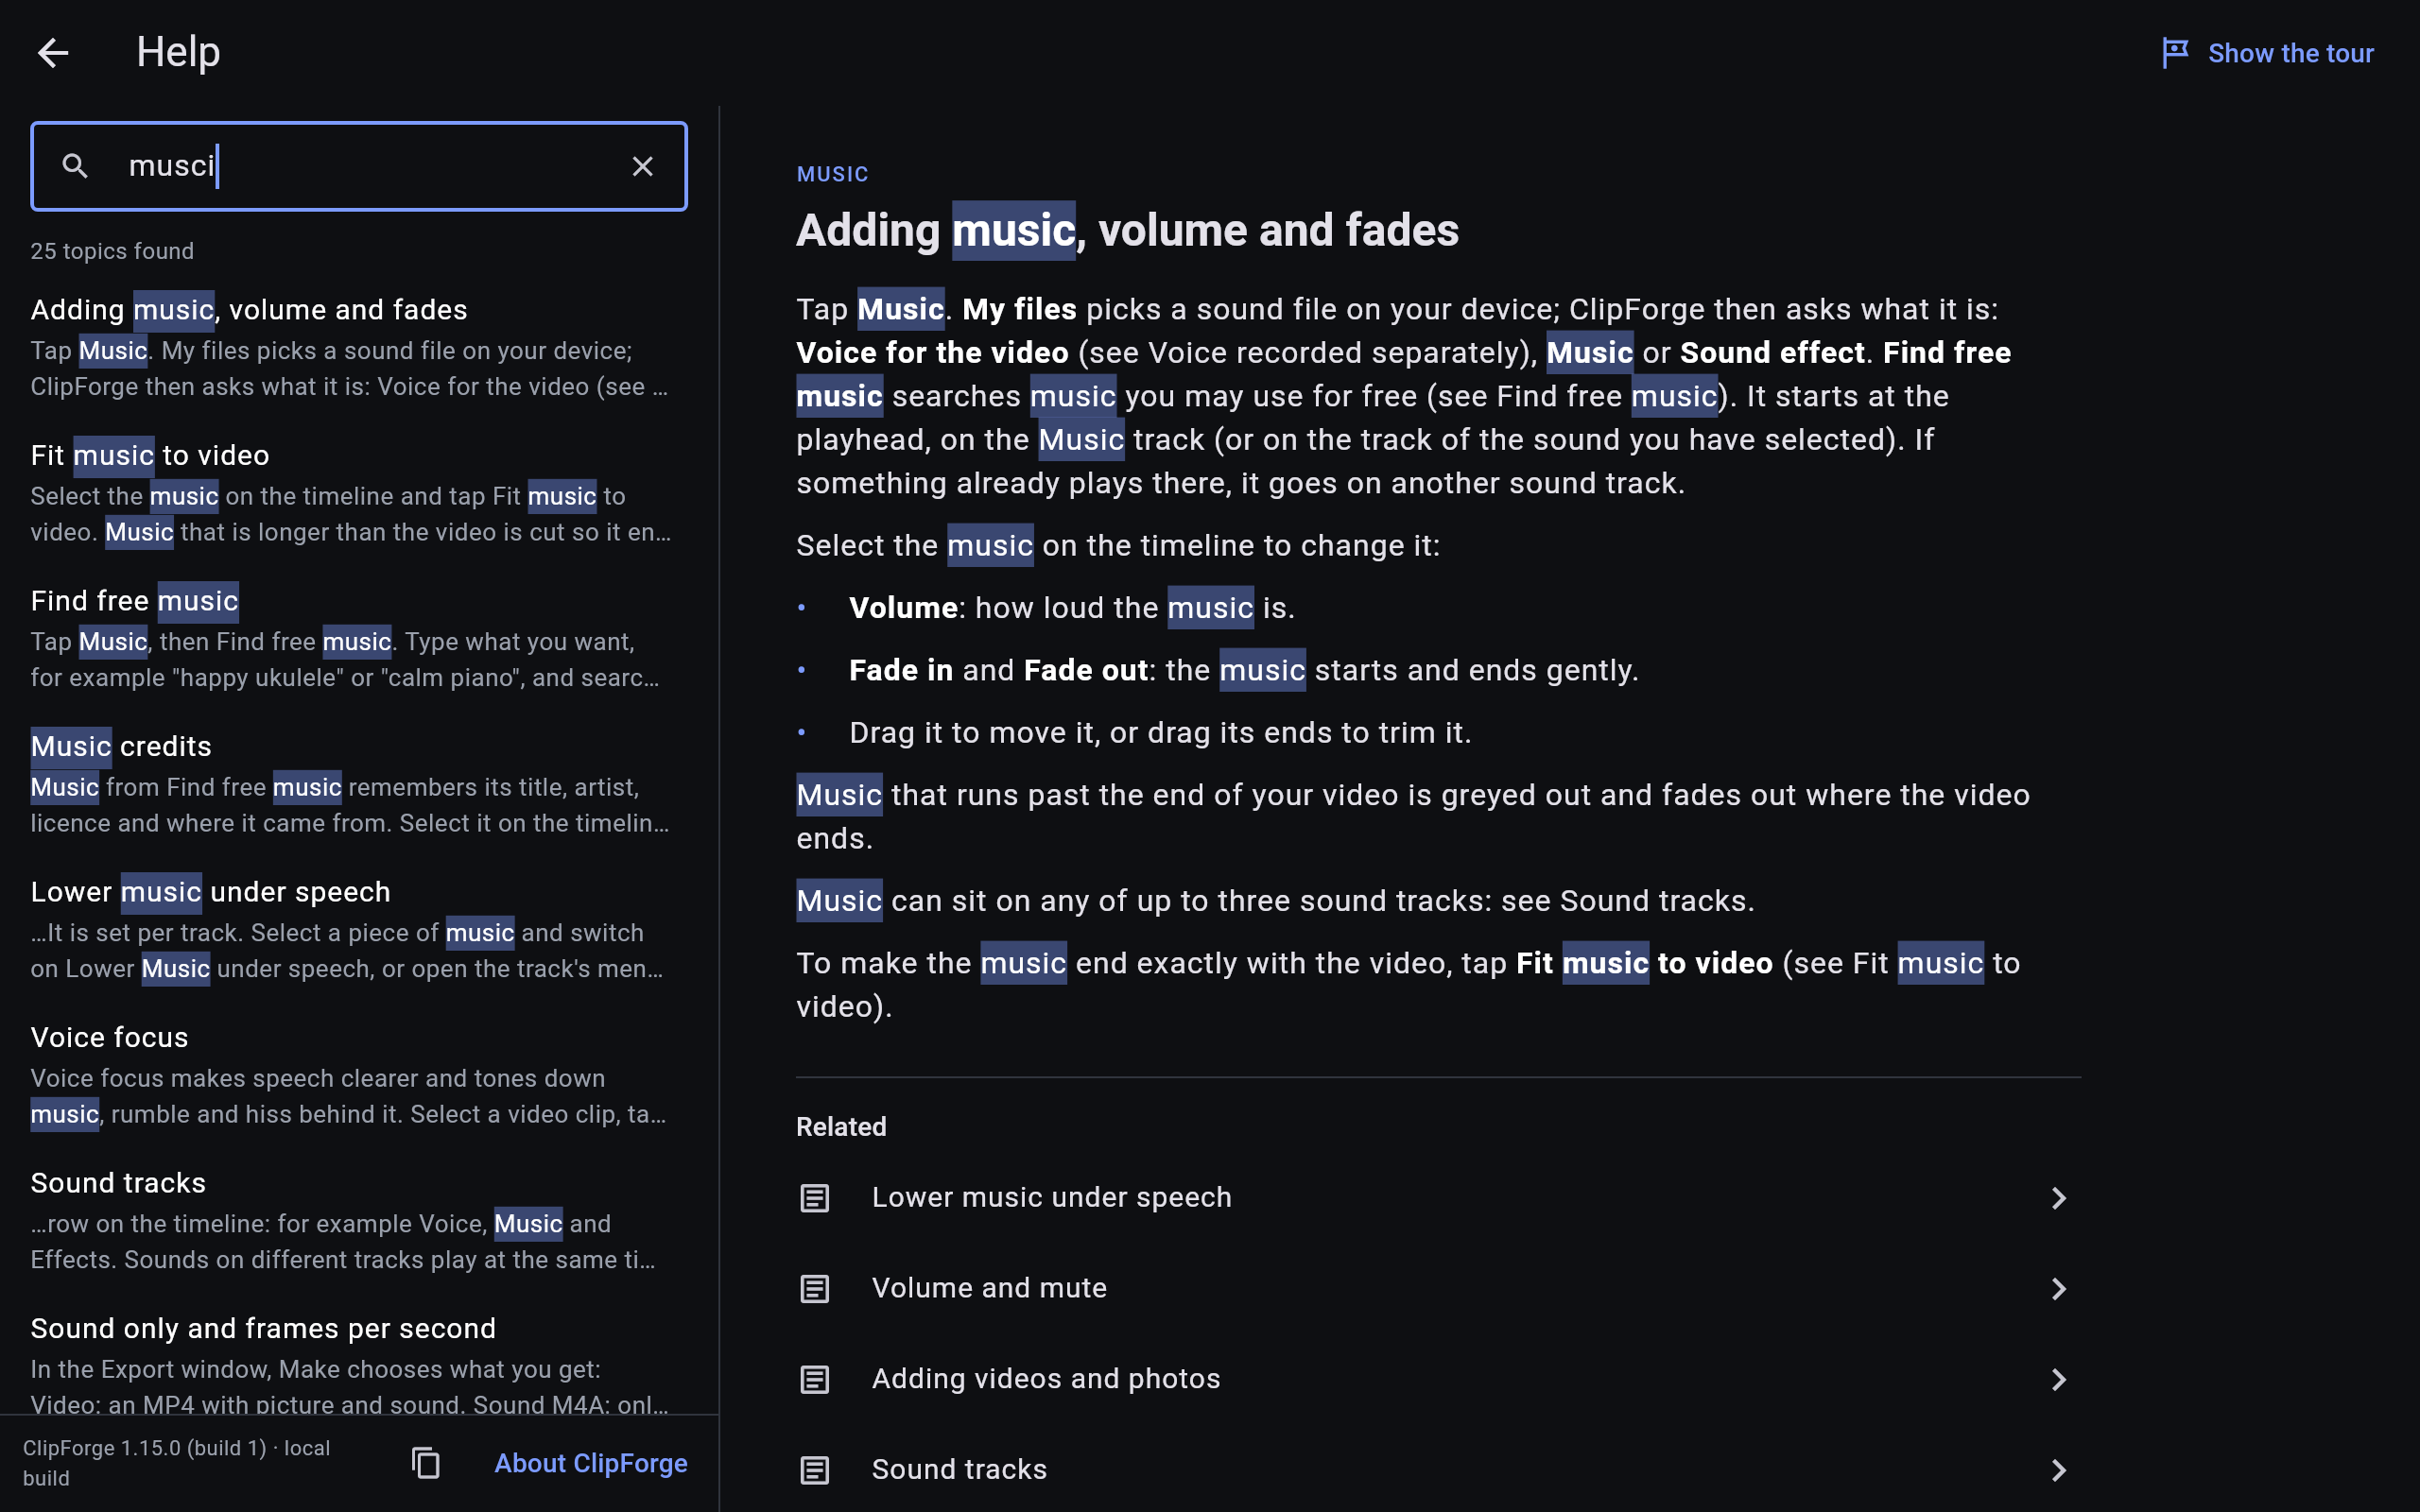 Help
Show the tour
musci
25 topics found
Adding music, volume and fades
Tap Music. My files picks a sound file on your device;
ClipForge then asks what it is: Voice for the video (see …
Fit music to video
Select the music on the timeline and tap Fit music to
video. Music that is longer than the video is cut so it en…
Find free music
Tap Music, then Find free music. Type what you want,
for example "happy ukulele" or "calm piano", and searc…
Music credits
Music from Find free music remembers its title, artist,
licence and where it came from. Select it on the timelin…
Lower music under speech
…It is set per track. Select a piece of music and switch
on Lower Music under speech, or open the track's men…
Voice focus
Voice focus makes speech clearer and tones down
music, rumble and hiss behind it. Select a video clip, ta…
Sound tracks
…row on the timeline: for example Voice, Music and
Effects. Sounds on different tracks play at the same ti…
Sound only and frames per second
In the Export window, Make chooses what you get:
Video: an MP4 with picture and sound. Sound M4A: onl…
ClipForge 1.15.0 (build 1) · local
build
About ClipForge
MUSIC
Adding music, volume and fades
Tap Music. My files picks a sound file on your device; ClipForge then asks what it is:
Voice for the video (see Voice recorded separately), Music or Sound effect. Find free
music searches music you may use for free (see Find free music). It starts at the
playhead, on the Music track (or on the track of the sound you have selected). If
something already plays there, it goes on another sound track.
Select the music on the timeline to change it:
• Volume: how loud the music is.
• Fade in and Fade out: the music starts and ends gently.
• Drag it to move it, or drag its ends to trim it.
Music that runs past the end of your video is greyed out and fades out where the video
ends.
Music can sit on any of up to three sound tracks: see Sound tracks.
To make the music end exactly with the video, tap Fit music to video (see Fit music to
video).
Related
Lower music under speech
Volume and mute
Adding videos and photos
Sound tracks